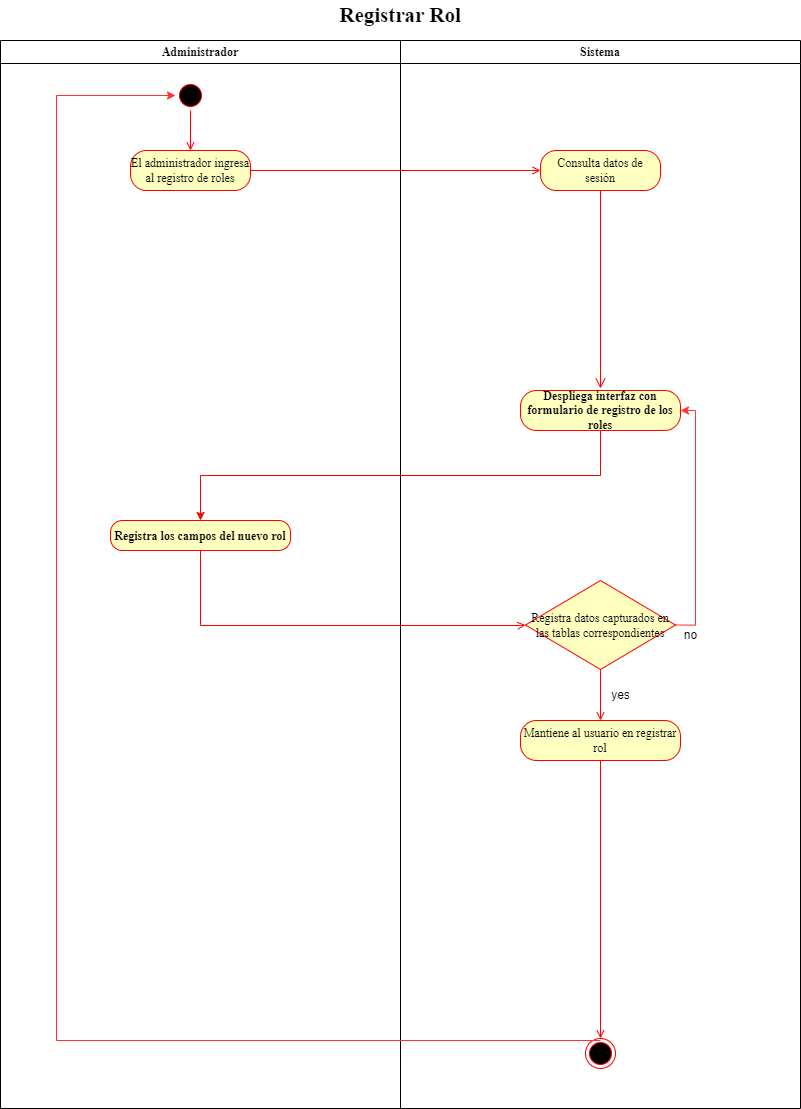 Registrar Rol
Administrador
Sistema
El administrador ingresa
al registro de roles
Consulta datos de
sesión
Despliega interfaz con
formulario de registro de los
roles
Registra los campos del nuevo rol
Registra datos capturados en
las tablas correspondientes
no
yes
Mantiene al usuario en registrar
rol